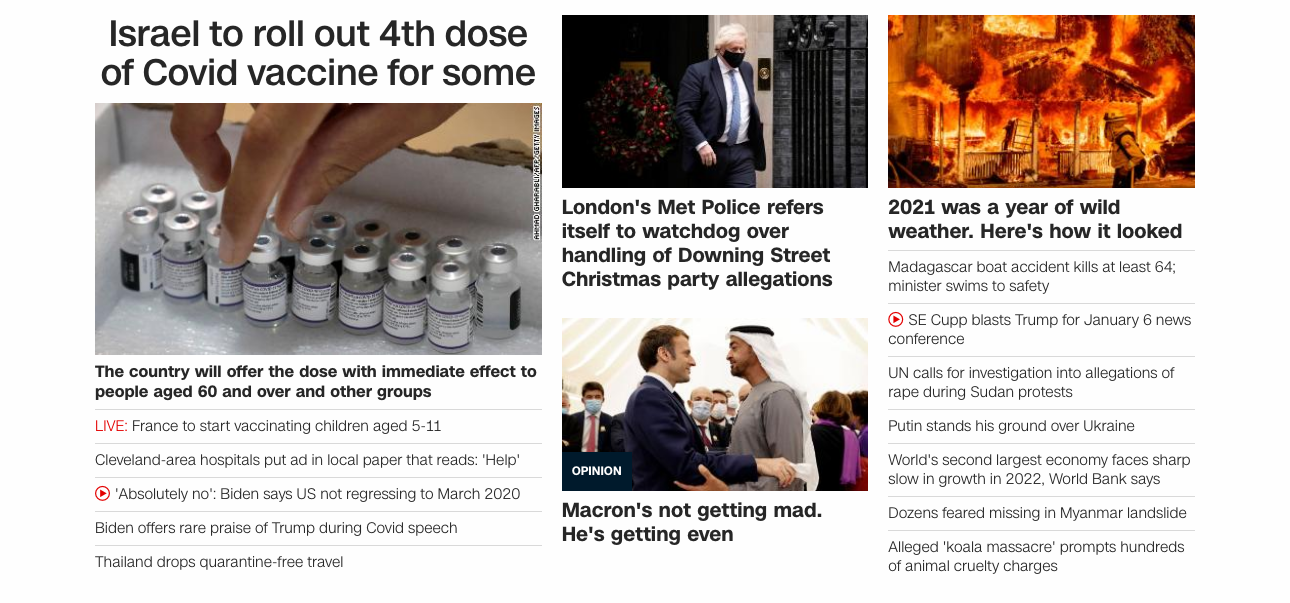 Israel to roll out 4th dose
of Covid vaccine for some
AHMAD GHARABLI/AFP/GETTY IMAGES
The country will offer the dose with immediate effect to
people aged 60 and over and other groups
LIVE: France to start vaccinating children aged 5-11
Cleveland-area hospitals put ad in local paper that reads: 'Help'
'Absolutely no': Biden says US not regressing to March 2020
Biden offers rare praise of Trump during Covid speech
Thailand drops quarantine-free travel
London's Met Police refers
itself to watchdog over
handling of Downing Street
Christmas party allegations
OPINION
Macron's not getting mad.
He's getting even
2021 was a year of wild
weather. Here's how it looked
Madagascar boat accident kills at least 64;
minister swims to safety
SE Cupp blasts Trump for January 6 news
conference
UN calls for investigation into allegations of
rape during Sudan protests
Putin stands his ground over Ukraine
World's second largest economy faces sharp
slow in growth in 2022, World Bank says
Dozens feared missing in Myanmar landslide
Alleged 'koala massacre' prompts hundreds
of animal cruelty charges